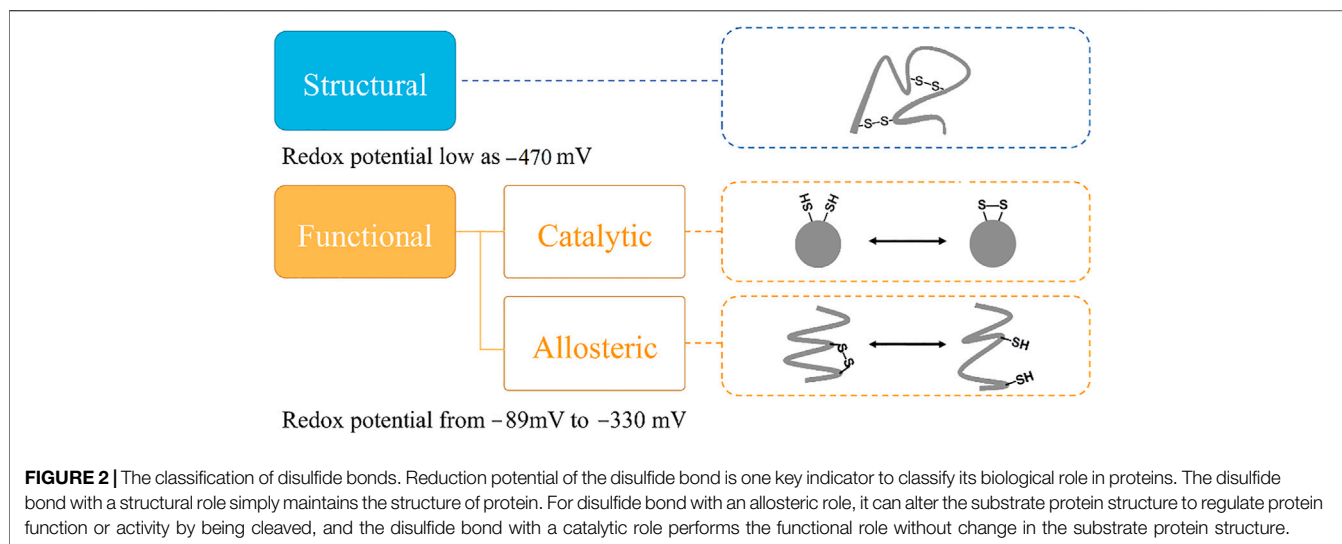 Structural
S-S
S-S
Redox potential low as −470 mV
Functional
Catalytic
HS SH
S—S
Allosteric
S-S
SH
SH
Redox potential from −89mV to −330 mV
FIGURE 2 | The classification of disulfide bonds. Reduction potential of the disulfide bond is one key indicator to classify its biological role in proteins. The disulfide
bond with a structural role simply maintains the structure of protein. For disulfide bond with an allosteric role, it can alter the substrate protein structure to regulate protein
function or activity by being cleaved, and the disulfide bond with a catalytic role performs the functional role without change in the substrate protein structure.